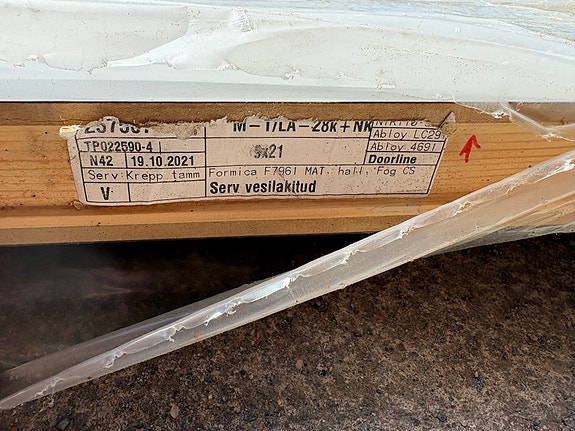 M-1/LA-28k+NK
Abloy LC29
TP022590-4
9x21
Abloy 4691
N42 19.10.2021
Doorline
Serv: Krepp tamm Formica F7961 MAT. hall, Fog CS
V Serv vesilakitud